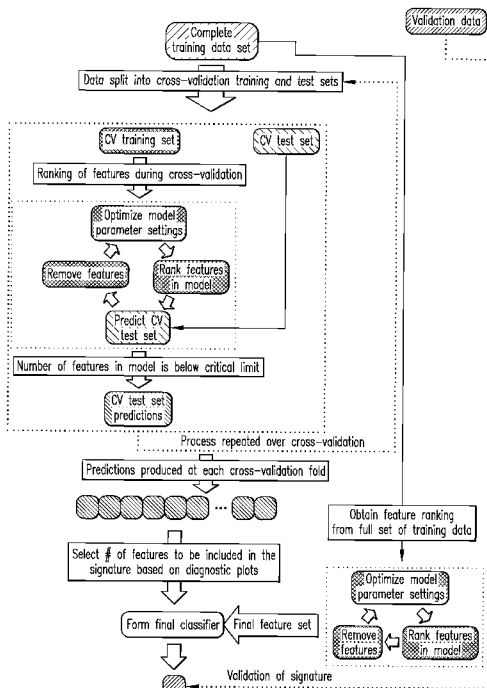 Complete
training data set
Validation data
Data split into cross-validation training and test sets
CV training set
CV test set
Ranking of features during cross-validation
Optimize model
parameter settings
Remove features
Rank features
in model
Predict CV
test set
Number of features in model is below critical limit
CV test set
predictions
Process repeated over cross-validation
Predictions produced at each cross-validation fold
...
Obtain feature ranking
from full set of training data
Select # of features to be included in the
signature based on diagnostic plots
Optimize model
parameter settings
Form final classifier
Final feature set
Remove
features
Rank features
in model
Validation of signature